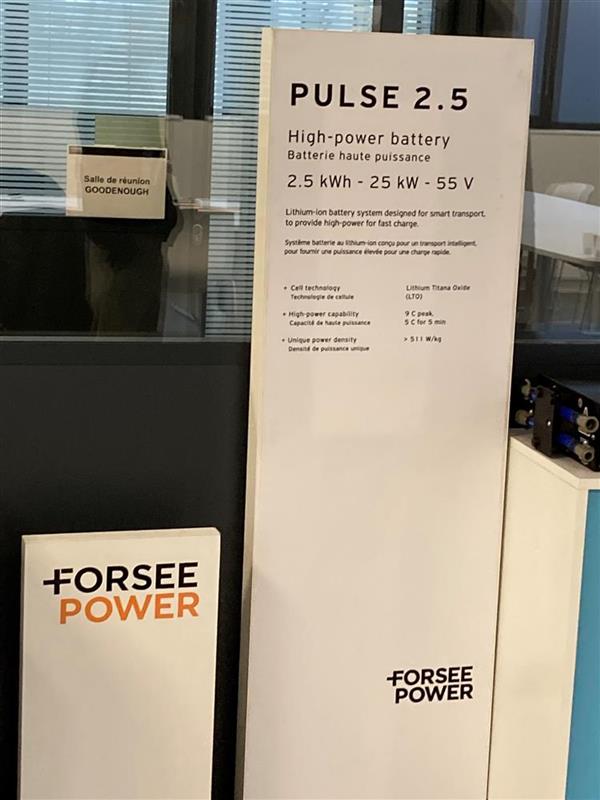 PULSE 2.5
High-power battery
Batterie haute puissance
2.5 kWh - 25 kW - 55 V
Lithium-ion battery system designed for smart transport,
to provide high-power for fast charge.
Système batterie au lithium-ion conçu pour un transport intelligent,
pour fournir une puissance élevée pour une charge rapide.
+ Cell technology Lithium Titana Oxide
Technologie de cellule (LTO)
+ High-power capability 9 C peak,
Capacité de haute puissance 5 C for 5 min
+ Unique power density > 511 W/kg
Densité de puissance unique
FORSEE
POWER
Salle de réunion
GOODENOUGH
FORSEE
POWER